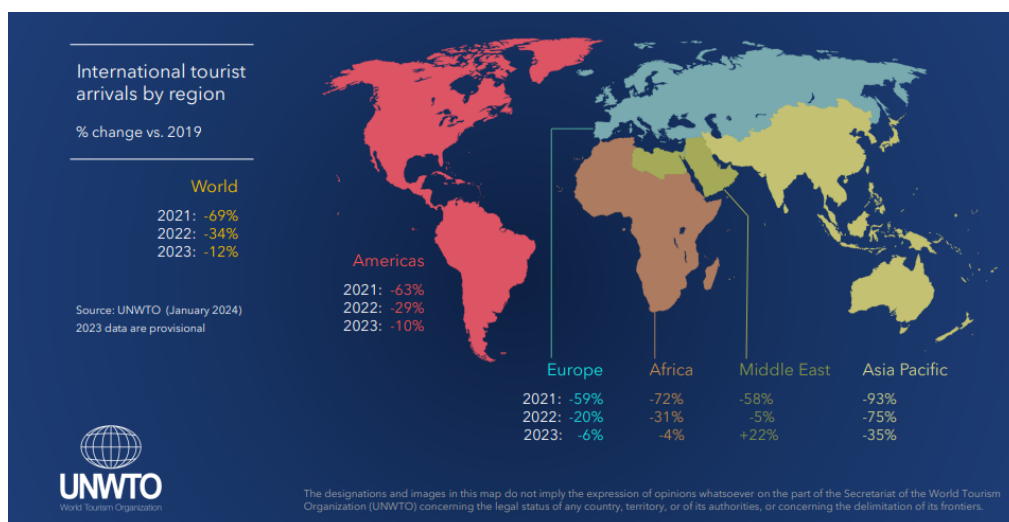 International tourist
arrivals by region
% change vs. 2019
World
2021: -69%
2022: -34%
2023: -12%
Source: UNWTO (January 2024)
2023 data are provisional
Americas
2021: -63%
2022: -29%
2023: -10%
Europe Africa Middle East Asia Pacific
2021: -59% -72% -58% -93%
2022: -20% -31% -5% -75%
2023: -6% -4% +22% -35%
UNWTO
World Tourism Organization
The designations and images in this map do not imply the expression of opinions whatsoever on the part of the Secretariat of the World Tourism
Organization (UNWTO) concerning the legal status of any country, territory, or of its authorities, or concerning the delimitation of its frontiers.